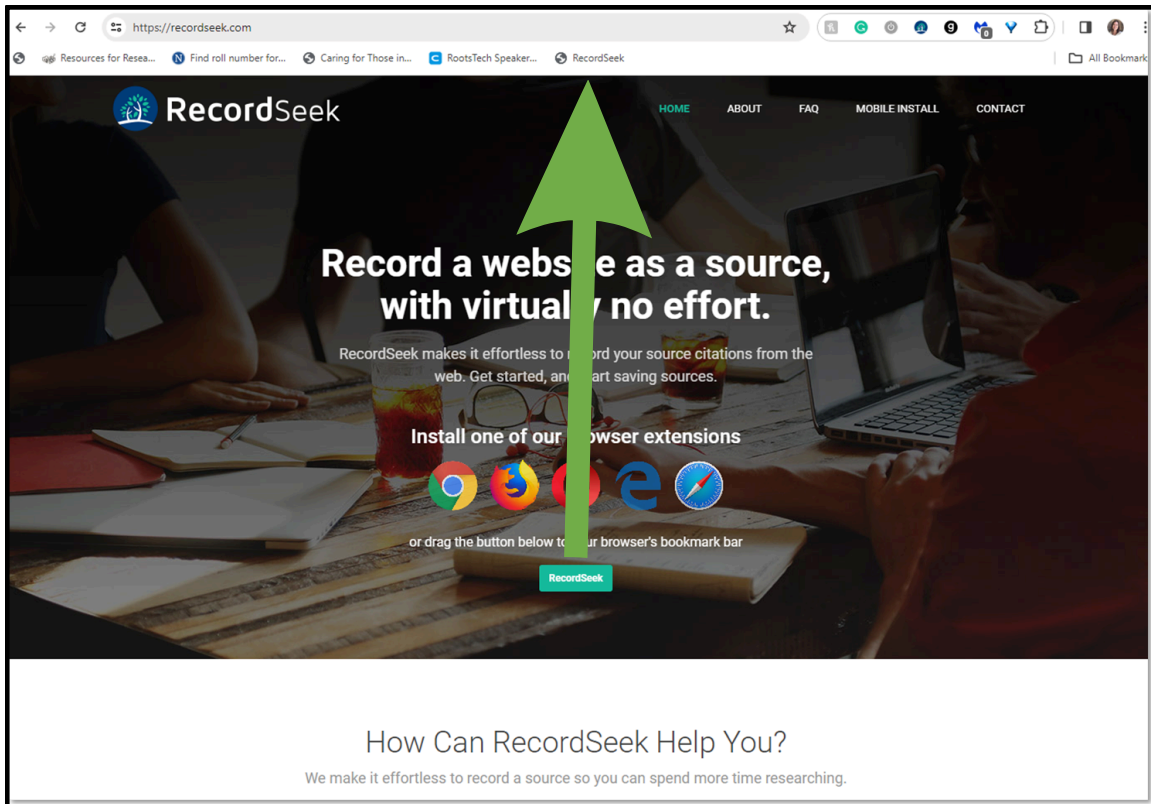 https://recordseek.com
0
Resources for Resea... Find roll number for... Caring for Those in... RootsTech Speaker... RecordSeek All Bookmark
RecordSeek HOME ABOUT FAQ MOBILE INSTALL CONTACT
Record a webs e as a source,
with virtual y no effort.
RecordSeek makes it effortless to r ord your source citations from the
web. Get started, an art saving sources.
Install one of our wser extensions
or drag the button below to ur browser's bookmark bar
RecordSeek
How Can RecordSeek Help You?
We make it effortless to record a source so you can spend more time researching.